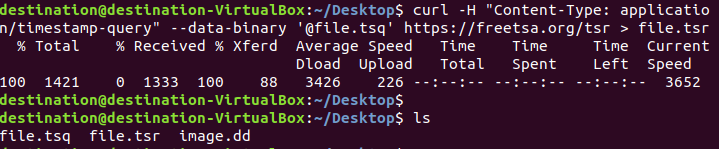 destination@destination-VirtualBox:~/Desktop$ curl -H "Content-Type: applicatio
n/timestamp-query" --data-binary '@file.tsq' https://freetsa.org/tsr > file.tsr
  % Total    % Received % Xferd  Average Speed   Time    Time     Time  Current
                                 Dload  Upload   Total   Spent    Left  Speed
100  1421    0  1333  100    88   3426    226 --:--:-- --:--:-- --:--:--  3652
destination@destination-VirtualBox:~/Desktop$
destination@destination-VirtualBox:~/Desktop$ ls
file.tsq  file.tsr  image.dd